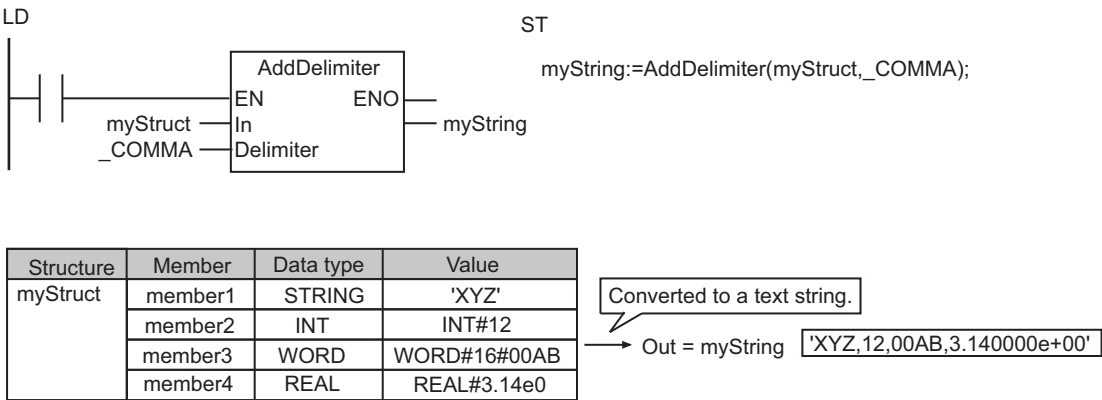 LD
ST
AddDelimiter
myString:=AddDelimiter(myStruct,_COMMA);
EN ENO
myStruct In myString
_COMMA Delimiter
Structure Member Data type Value
myStruct member1 STRING 'XYZ'
member2 INT INT#12
member3 WORD WORD#16#00AB
member4 REAL REAL#3.14e0
Converted to a text string.
Out = myString 'XYZ,12,00AB,3.140000e+00'